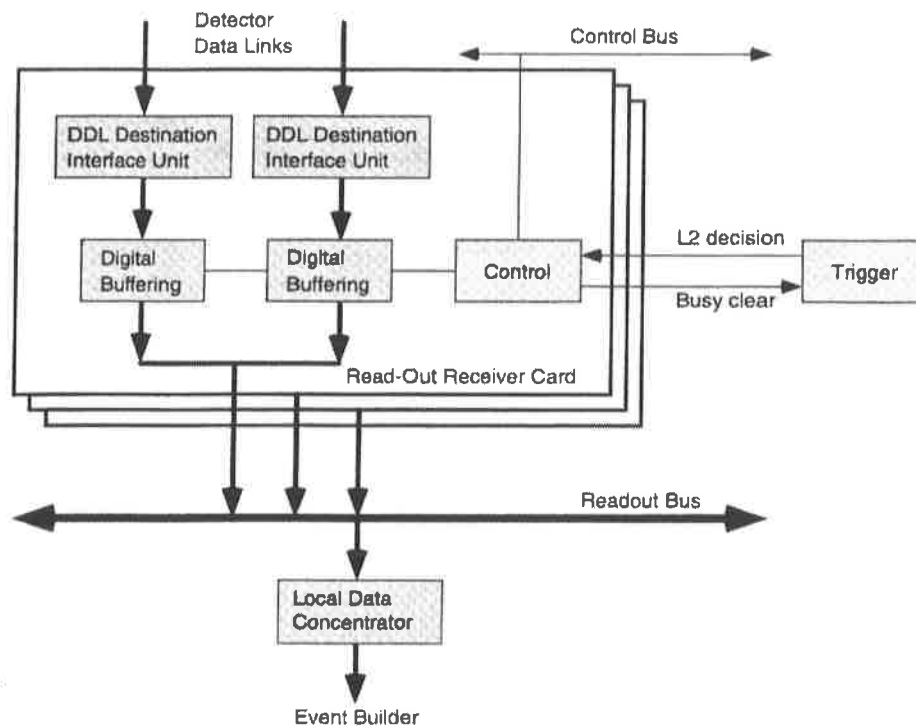 Detector
Data Links
Control Bus
DDL Destination
Interface Unit
DDL Destination
Interface Unit
L2 decision
Digital
Buffering
Digital
Buffering
Control
Trigger
Busy clear
Read-Out Receiver Card
Readout Bus
Local Data
Concentrator
Event Builder